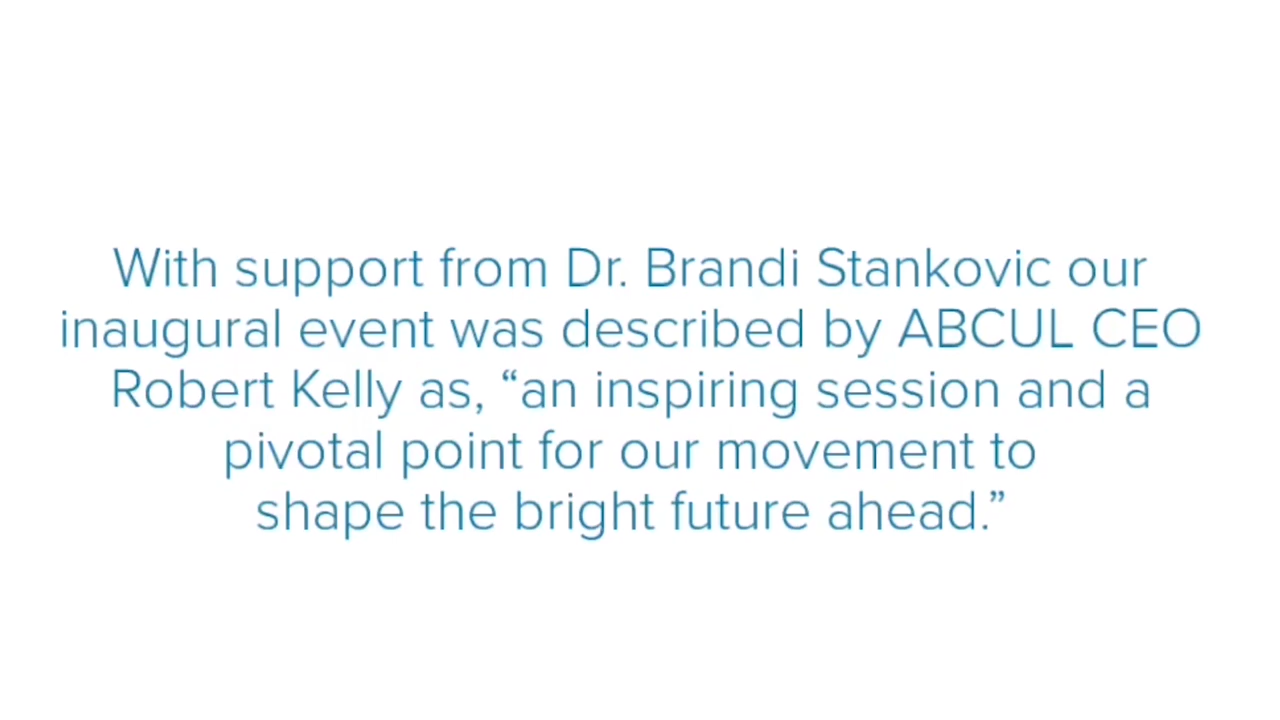 With support from Dr. Brandi Stankovic our
inaugural event was described by ABCUL CEO
Robert Kelly as, “an inspiring session and a
pivotal point for our movement to
shape the bright future ahead.”